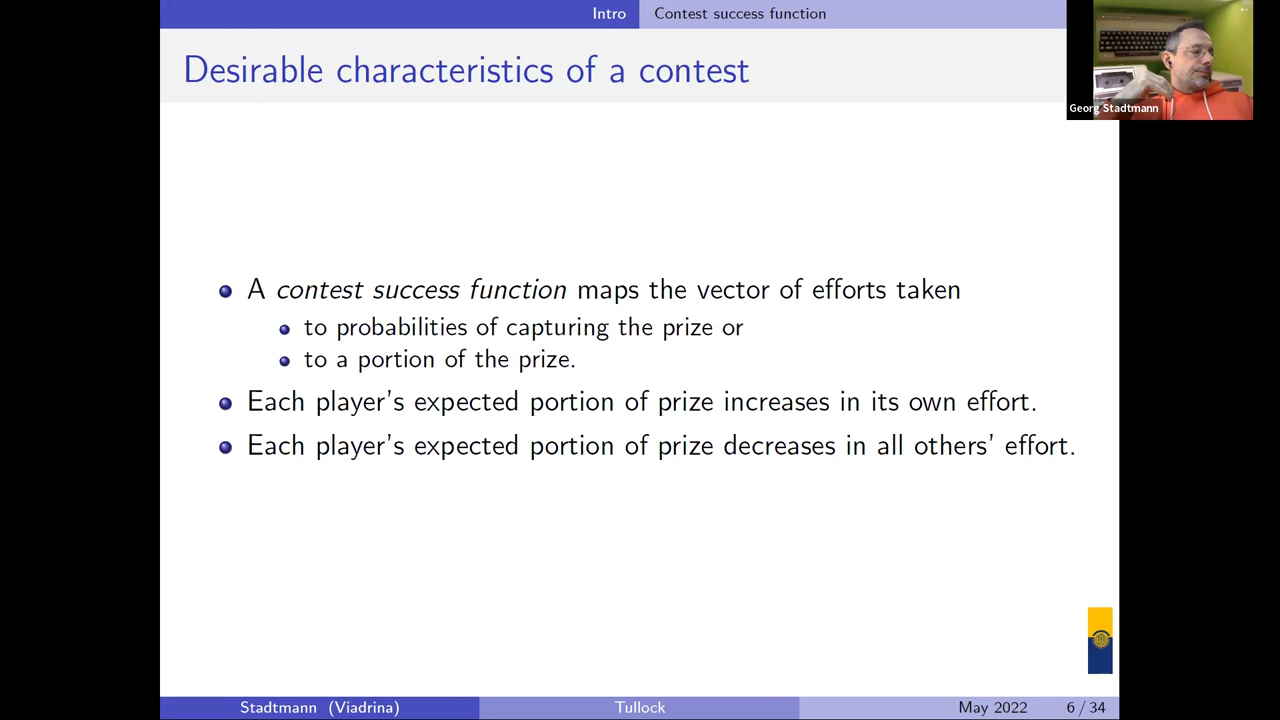 Intro
Contest success function
Desirable characteristics of a contest
Georg Stadtmann
A contest success function maps the vector of efforts taken
to probabilities of capturing the prize or
to a portion of the prize.
Each player's expected portion of prize increases in its own effort.
Each player's expected portion of prize decreases in all others' effort.
Stadtmann (Viadrina)
Tullock
May 2022
6 / 34